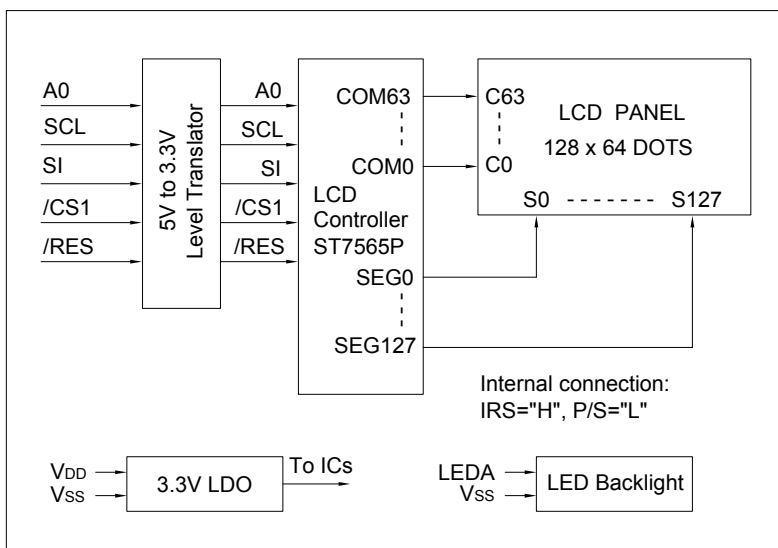 A0
SCL
SI
/CS1
/RES
5V to 3.3V
Level Translator
A0
SCL
SI
/CS1
/RES
COM63
COM0
LCD
Controller
ST7565P
SEG0
SEG127
C63
C0
LCD PANEL
128 x 64 DOTS
S0 ------- S127
Internal connection:
IRS="H", P/S="L"
VDD
VSS
3.3V LDO
To ICs
LEDA
VSS
LED Backlight